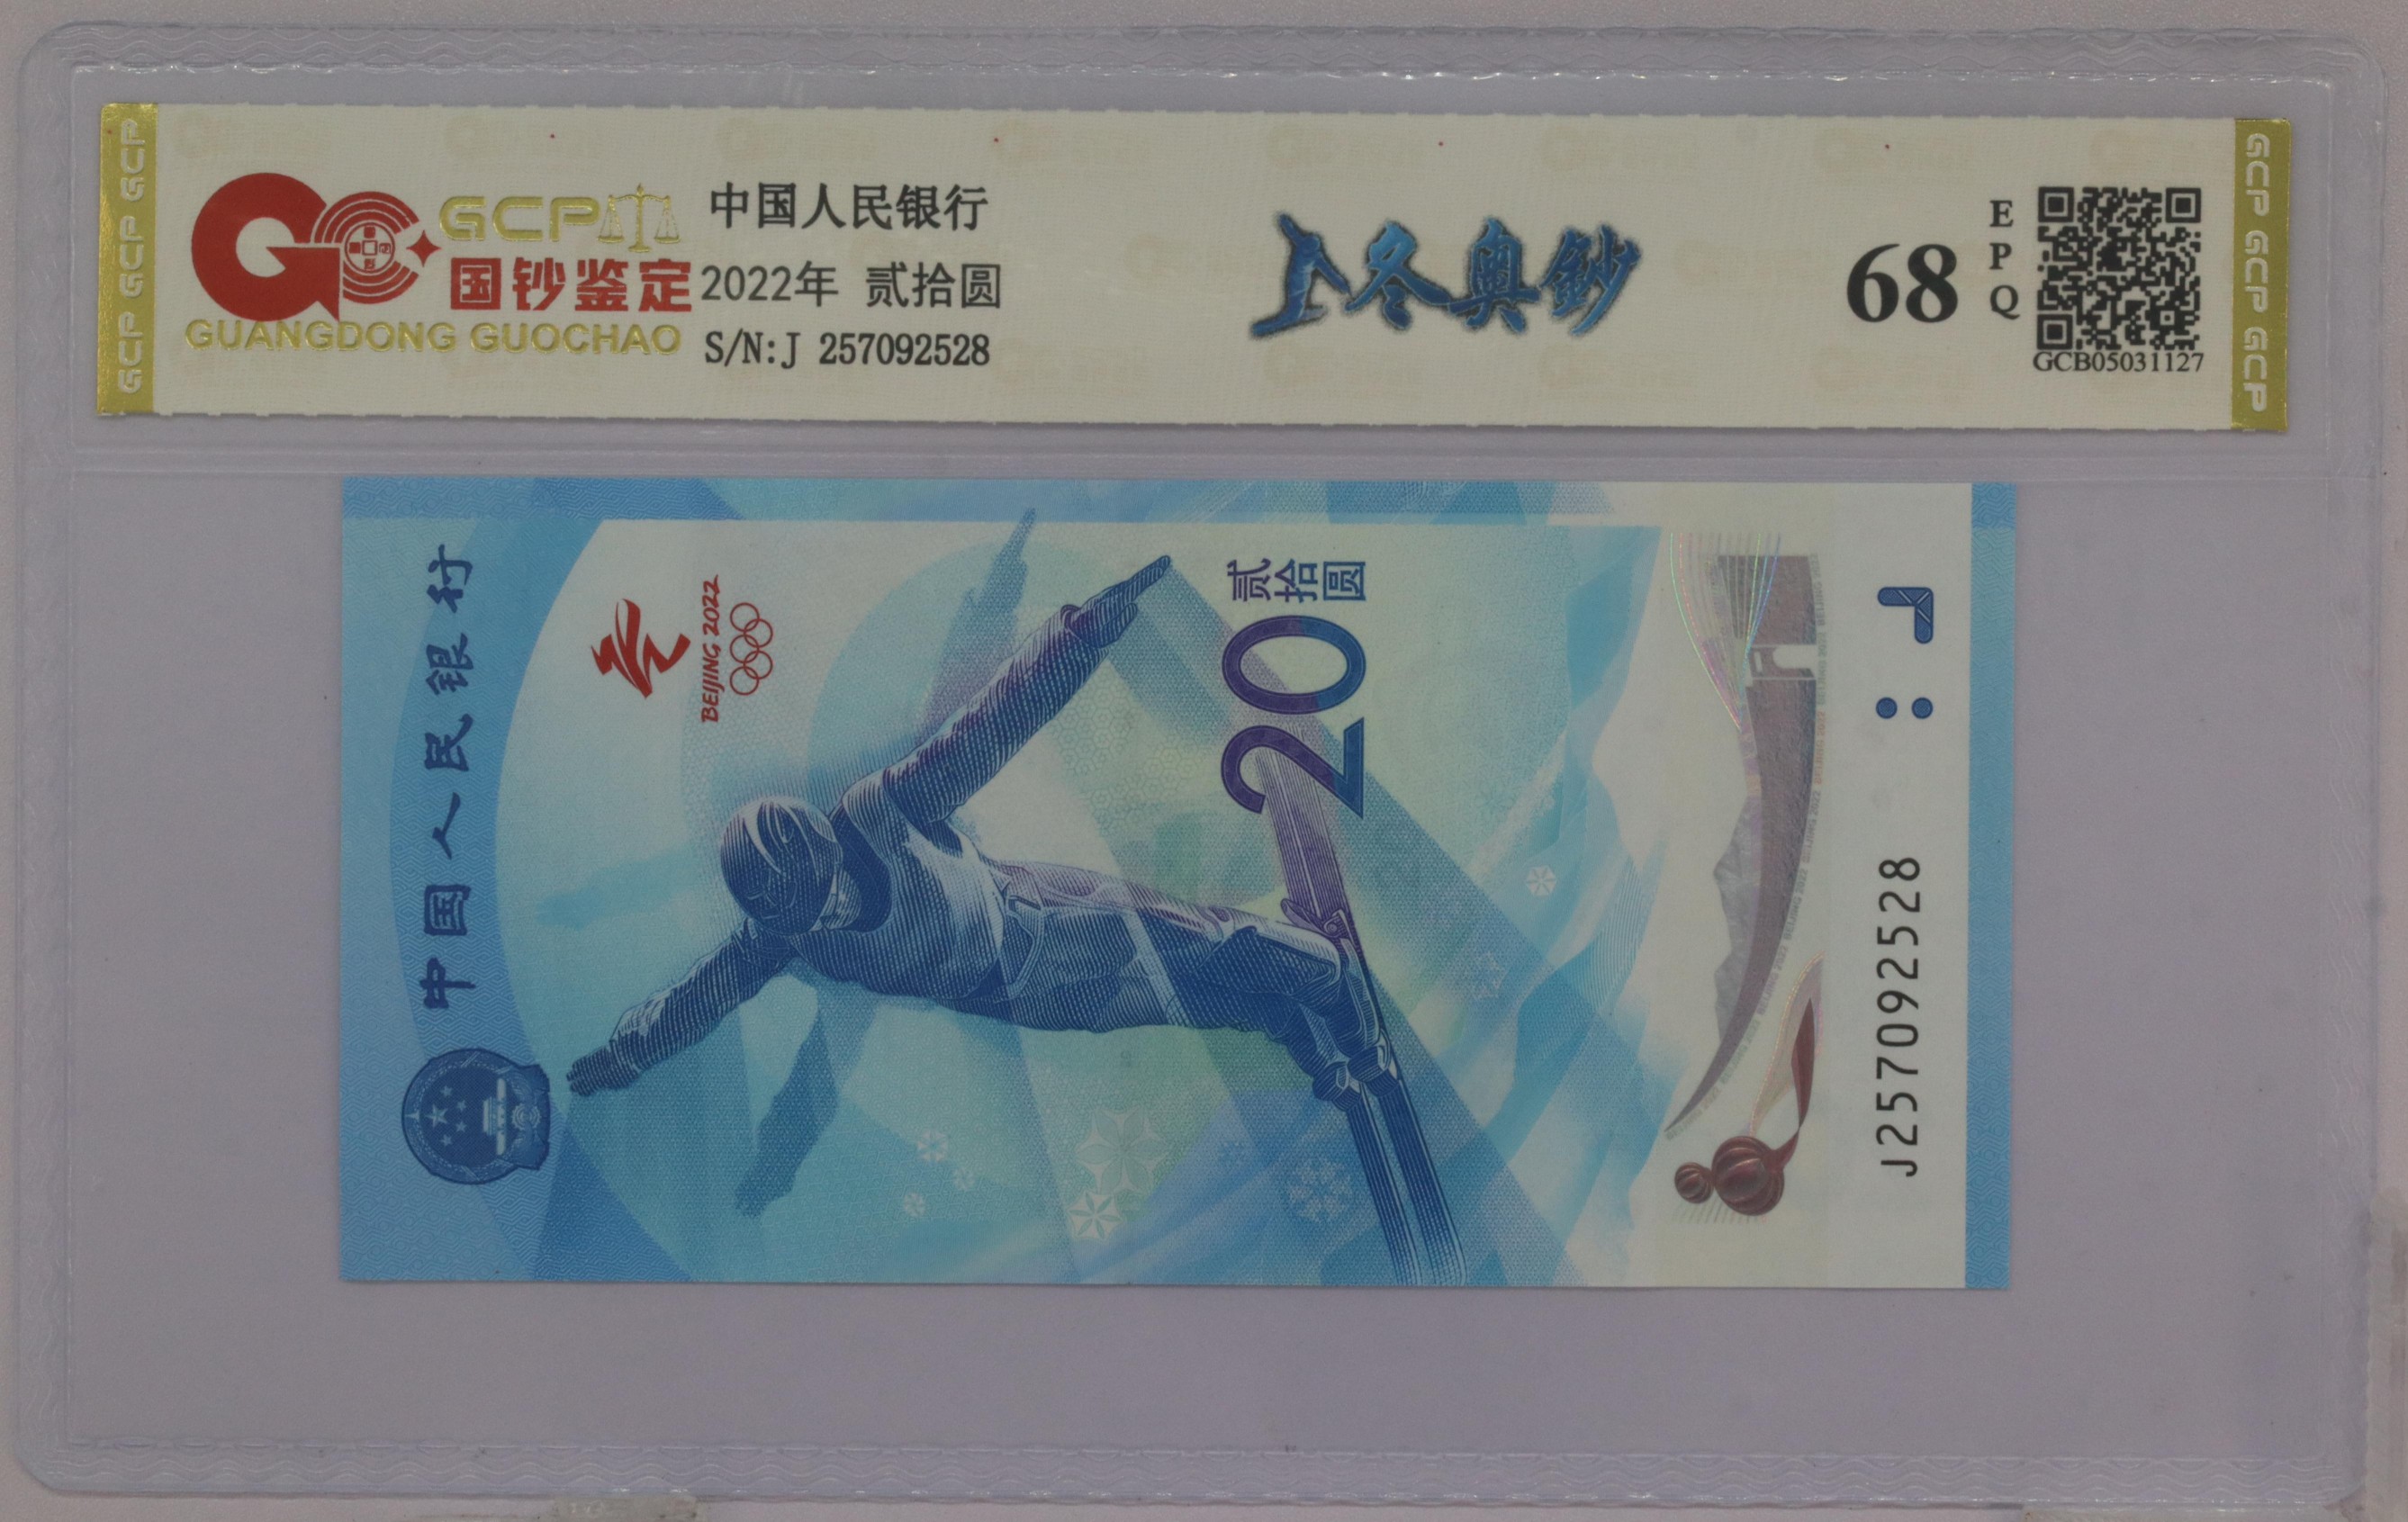 GCP GCP GCP
GCP
国钞鉴定
GUANGDONG GUOCHAO
中国人民银行
2022年 贰拾圆
S/N:J 257092528
冬奥鈔
68
EPQ
GCB05031127
GCP GCP GCP
中国人民银行
BEIJING 2022
贰拾圆
20
J257092528